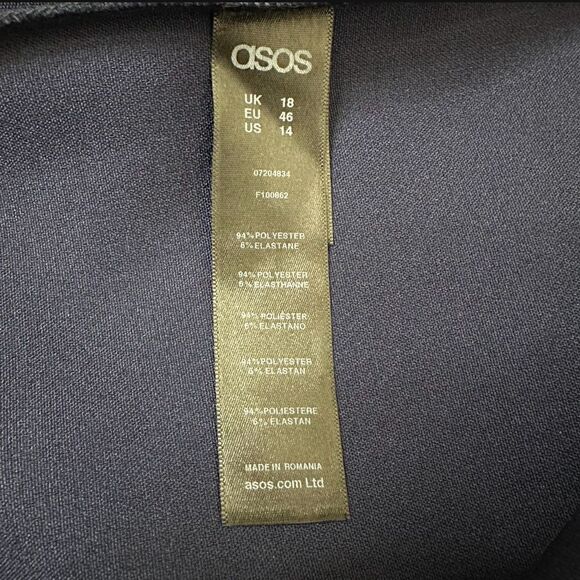 asos
UK 18
EU 46
US 14
07204834
F100862
94% POLYESTER
6% ELASTANE
94% POLYESTER
6% ELASTHANNE
94% POLIÉSTER
6% ELASTANO
94% POLYESTER
6% ELASTAN
94% POLIESTERE
6% ELASTAN
MADE IN ROMANIA
asos.com Ltd